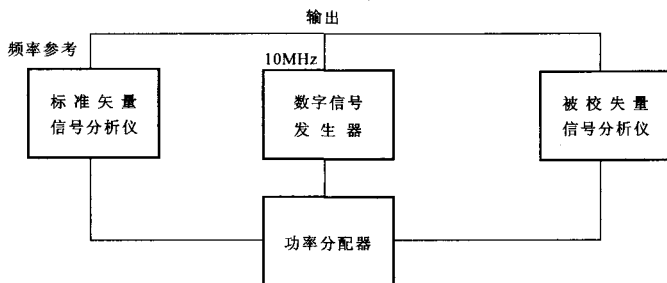 输出
频率参考
10MHz
标准矢量
信号分析仪
数字信号
发生器
被校失量
信号分析仪
功率分配器